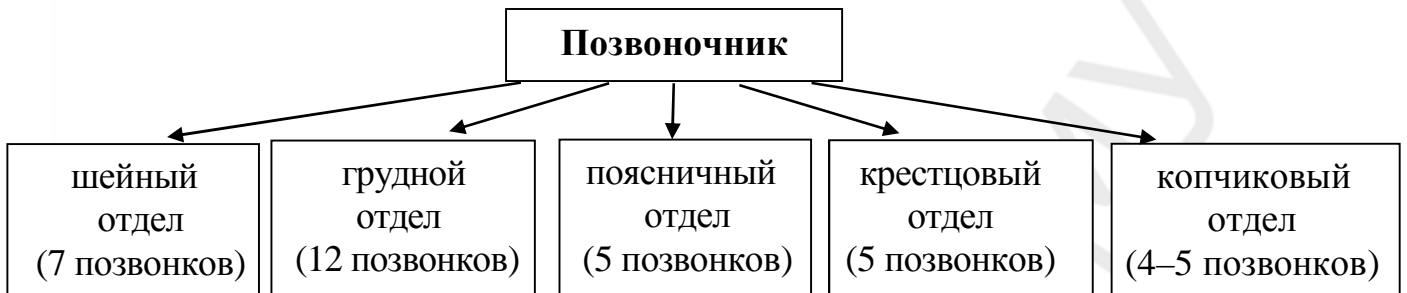 Позвоночник
шейный
отдел
(7 позвонков)
грудной
отдел
(12 позвонков)
поясничный
отдел
(5 позвонков)
крестцовый
отдел
(5 позвонков)
копчиковый
отдел
(4–5 позвонков)